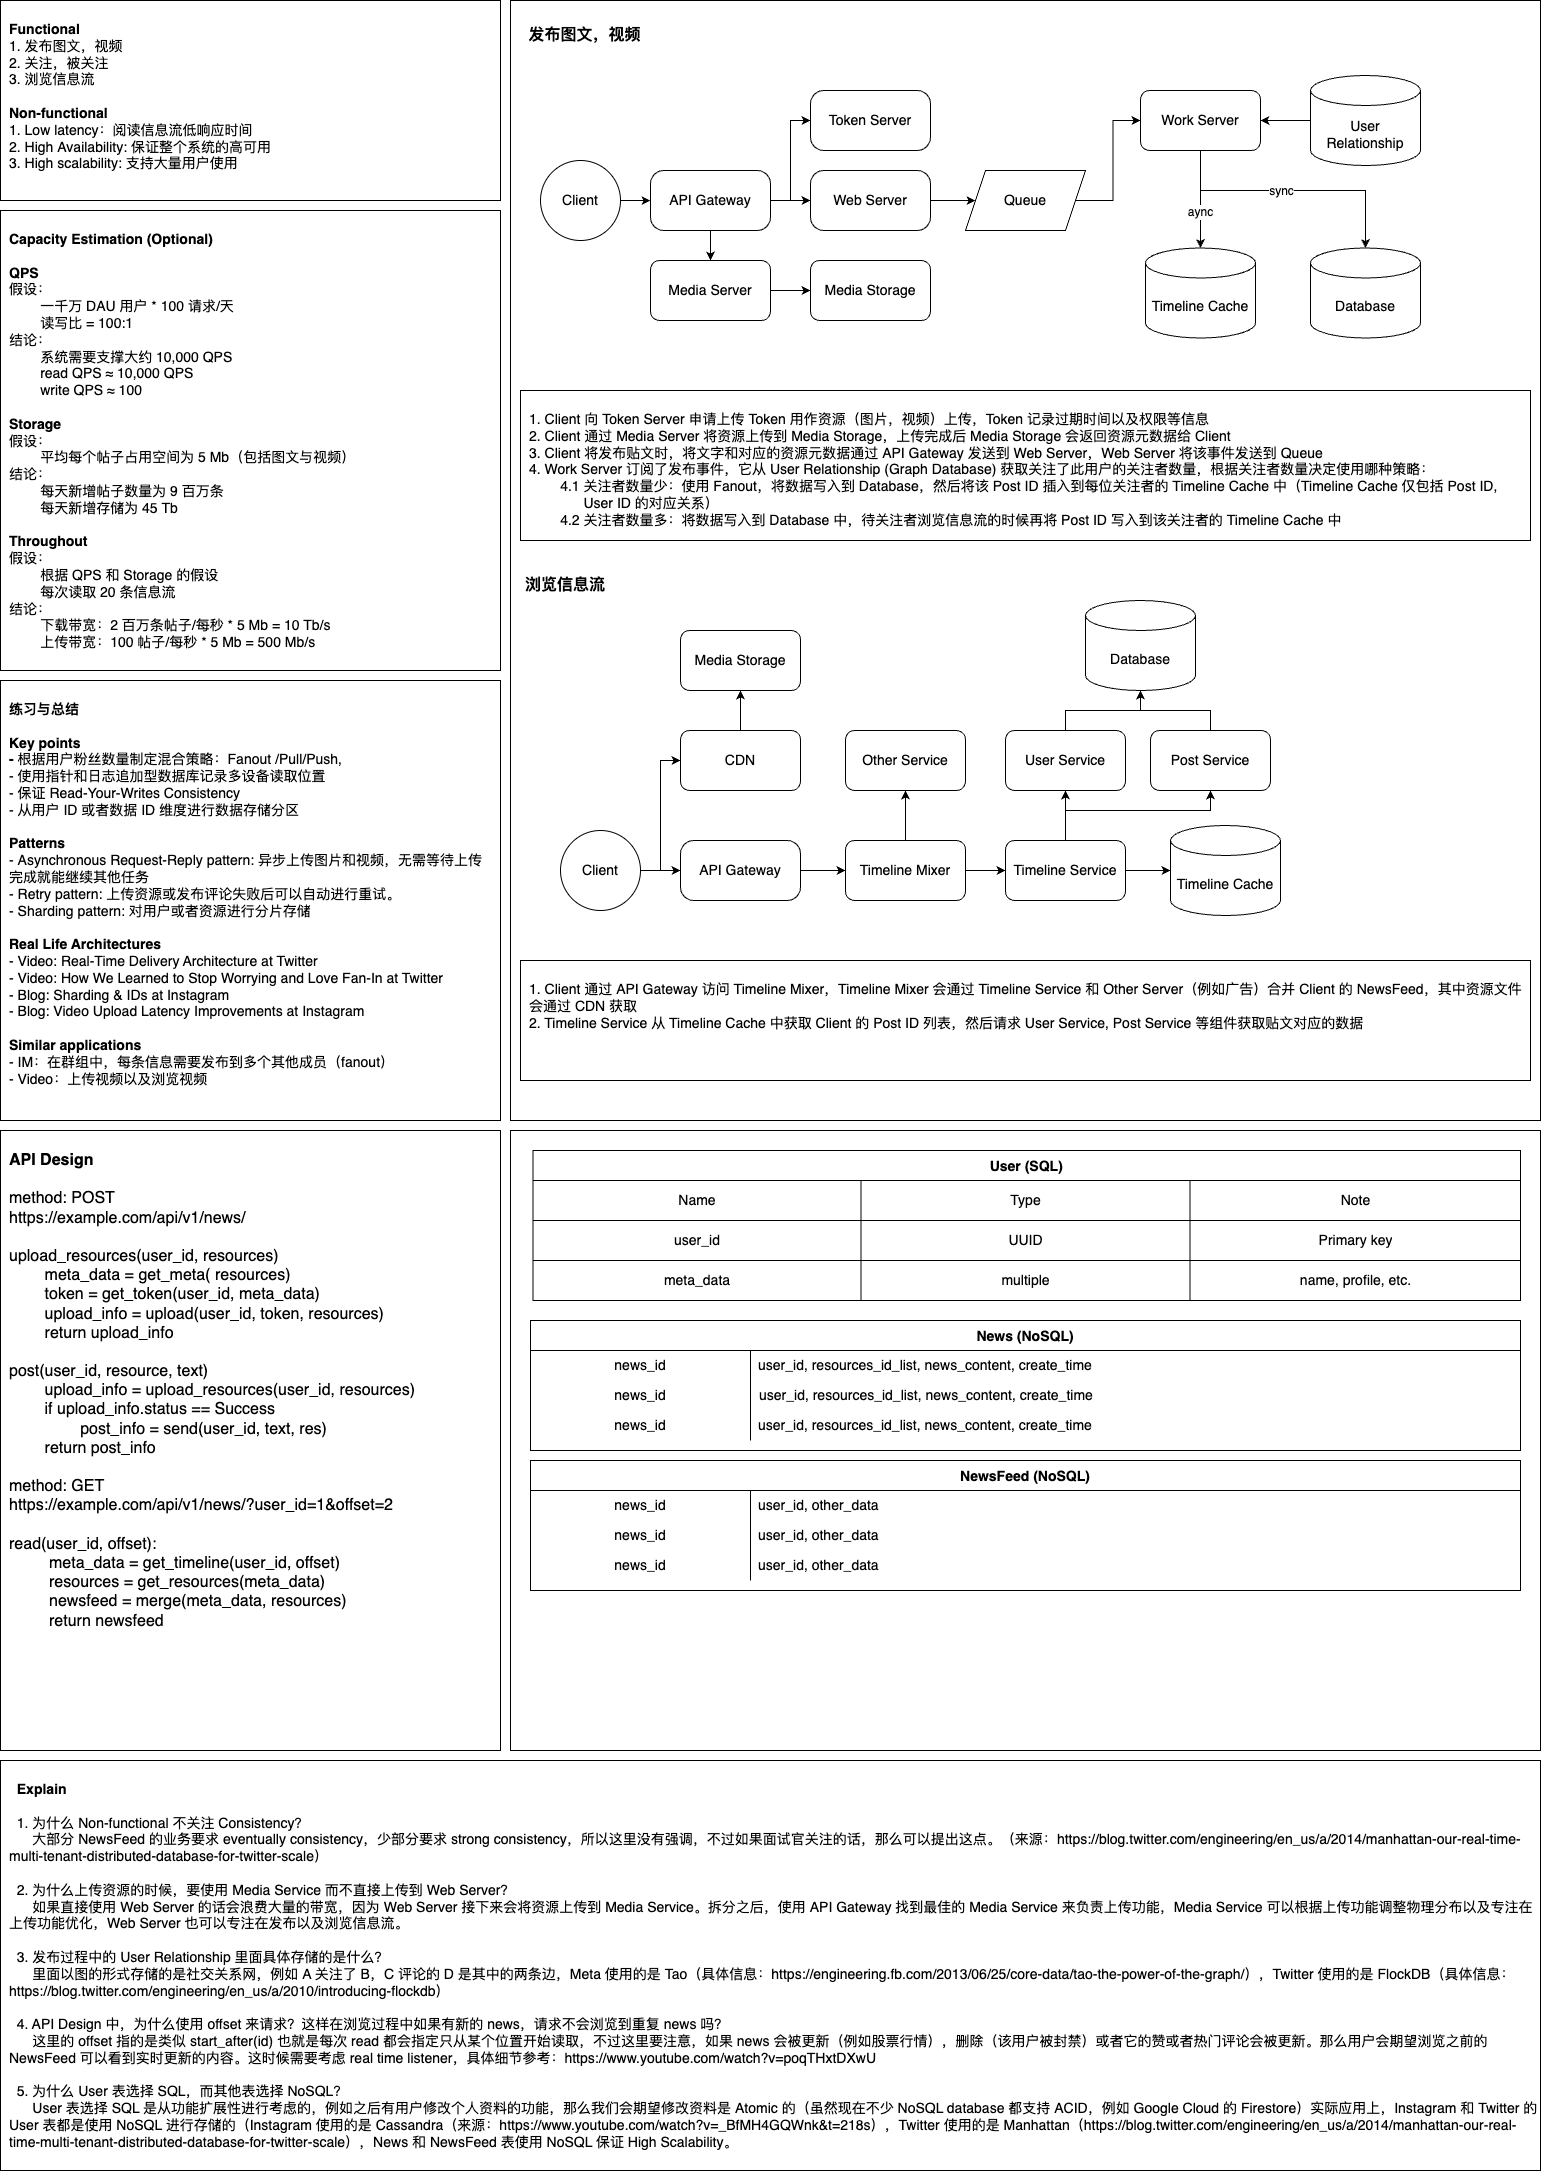 Functional
1. 发布图文，视频
2. 关注，被关注
3. 浏览信息流
Non-functional
1. Low latency：阅读信息流低响应时间
2. High Availability: 保证整个系统的高可用
3. High scalability: 支持大量用户使用
Capacity Estimation (Optional)
QPS
假设：
一千万 DAU 用户 * 100 请求/天
读写比 = 100:1
结论：
系统需要支撑大约 10,000 QPS
read QPS ≈ 10,000 QPS
write QPS ≈ 100
Storage
假设：
平均每个帖子占用空间为 5 Mb（包括图文与视频）
结论：
每天新增帖子数量为 9 百万条
每天新增存储为 45 Tb
Throughout
假设：
根据 QPS 和 Storage 的假设
每次读取 20 条信息流
结论：
下载带宽：2 百万条帖子/每秒 * 5 Mb = 10 Tb/s
上传带宽：100 帖子/每秒 * 5 Mb = 500 Mb/s
练习与总结
Key points
- 根据用户粉丝数量制定混合策略：Fanout /Pull/Push,
- 使用指针和日志追加型数据库记录多设备读取位置
- 保证 Read-Your-Writes Consistency
- 从用户 ID 或者数据 ID 维度进行数据存储分区
Patterns
- Asynchronous Request-Reply pattern: 异步上传图片和视频，无需等待上传
完成就能继续其他任务
- Retry pattern: 上传资源或发布评论失败后可以自动进行重试。
- Sharding pattern: 对用户或者资源进行分片存储
Real Life Architectures
- Video: Real-Time Delivery Architecture at Twitter
- Video: How We Learned to Stop Worrying and Love Fan-In at Twitter
- Blog: Sharding & IDs at Instagram
- Blog: Video Upload Latency Improvements at Instagram
Similar applications
- IM：在群组中，每条信息需要发布到多个其他成员（fanout）
- Video：上传视频以及浏览视频
发布图文，视频
Token Server
Work Server
User
Relationship
Client
API Gateway
Web Server
Queue
sync
aync
Media Server
Media Storage
Timeline Cache
Database
1. Client 向 Token Server 申请上传 Token 用作资源（图片，视频）上传，Token 记录过期时间以及权限等信息
2. Client 通过 Media Server 将资源上传到 Media Storage，上传完成后 Media Storage 会返回资源元数据给 Client
3. Client 将发布贴文时，将文字和对应的资源元数据通过 API Gateway 发送到 Web Server，Web Server 将该事件发送到 Queue
4. Work Server 订阅了发布事件，它从 User Relationship (Graph Database) 获取关注了此用户的关注者数量，根据关注者数量决定使用哪种策略：
4.1 关注者数量少：使用 Fanout，将数据写入到 Database，然后将该 Post ID 插入到每位关注者的 Timeline Cache 中（Timeline Cache 仅包括 Post ID,
User ID 的对应关系）
4.2 关注者数量多：将数据写入到 Database 中，待关注者浏览信息流的时候再将 Post ID 写入到该关注者的 Timeline Cache 中
浏览信息流
Media Storage
Database
CDN
Other Service
User Service
Post Service
Client
API Gateway
Timeline Mixer
Timeline Service
Timeline Cache
1. Client 通过 API Gateway 访问 Timeline Mixer，Timeline Mixer 会通过 Timeline Service 和 Other Server（例如广告）合并 Client 的 NewsFeed，其中资源文件
会通过 CDN 获取
2. Timeline Service 从 Timeline Cache 中获取 Client 的 Post ID 列表，然后请求 User Service, Post Service 等组件获取贴文对应的数据
API Design
method: POST
https://example.com/api/v1/news/
upload_resources(user_id, resources)
meta_data = get_meta( resources)
token = get_token(user_id, meta_data)
upload_info = upload(user_id, token, resources)
return upload_info
post(user_id, resource, text)
upload_info = upload_resources(user_id, resources)
if upload_info.status == Success
post_info = send(user_id, text, res)
return post_info
method: GET
https://example.com/api/v1/news/?user_id=1&offset=2
read(user_id, offset):
meta_data = get_timeline(user_id, offset)
resources = get_resources(meta_data)
newsfeed = merge(meta_data, resources)
return newsfeed
User (SQL)
Name Type Note
user_id UUID Primary key
meta_data multiple name, profile, etc.
News (NoSQL)
news_id user_id, resources_id_list, news_content, create_time
news_id user_id, resources_id_list, news_content, create_time
news_id user_id, resources_id_list, news_content, create_time
NewsFeed (NoSQL)
news_id user_id, other_data
news_id user_id, other_data
news_id user_id, other_data
Explain
1. 为什么 Non-functional 不关注 Consistency?
大部分 NewsFeed 的业务要求 eventually consistency，少部分要求 strong consistency，所以这里没有强调，不过如果面试官关注的话，那么可以提出这点。（来源：https://blog.twitter.com/engineering/en_us/a/2014/manhattan-our-real-time-
multi-tenant-distributed-database-for-twitter-scale）
2. 为什么上传资源的时候，要使用 Media Service 而不直接上传到 Web Server?
如果直接使用 Web Server 的话会浪费大量的带宽，因为 Web Server 接下来会将资源上传到 Media Service。拆分之后，使用 API Gateway 找到最佳的 Media Service 来负责上传功能，Media Service 可以根据上传功能调整物理分布以及专注在
上传功能优化，Web Server 也可以专注在发布以及浏览信息流。
3. 发布过程中的 User Relationship 里面具体存储的是什么?
里面以图的形式存储的是社交关系网，例如 A 关注了 B，C 评论的 D 是其中的两条边，Meta 使用的是 Tao（具体信息：https://engineering.fb.com/2013/06/25/core-data/tao-the-power-of-the-graph/），Twitter 使用的是 FlockDB（具体信息：
https://blog.twitter.com/engineering/en_us/a/2010/introducing-flockdb）
4. API Design 中，为什么使用 offset 来请求？这样在浏览过程中如果有新的 news，请求不会浏览到重复 news 吗?
这里的 offset 指的是类似 start_after(id) 也就是每次 read 都会指定只从某个位置开始读取，不过这里要注意，如果 news 会被更新（例如股票行情），删除（该用户被封禁）或者它的赞或者热门评论会被更新。那么用户会期望浏览之前的
NewsFeed 可以看到实时更新的内容。这时候需要考虑 real time listener，具体细节参考：https://www.youtube.com/watch?v=poqTHxtDXwU
5. 为什么 User 表选择 SQL，而其他表选择 NoSQL?
User 表选择 SQL 是从功能扩展性进行考虑的，例如之后有用户修改个人资料的功能，那么我们会期望修改资料是 Atomic 的（虽然现在不少 NoSQL database 都支持 ACID，例如 Google Cloud 的 Firestore）实际应用上，Instagram 和 Twitter 的
User 表都是使用 NoSQL 进行存储的（Instagram 使用的是 Cassandra（来源：https://www.youtube.com/watch?v=_BfMH4GQWnk&t=218s），Twitter 使用的是 Manhattan（https://blog.twitter.com/engineering/en_us/a/2014/manhattan-our-real-
time-multi-tenant-distributed-database-for-twitter-scale），News 和 NewsFeed 表使用 NoSQL 保证 High Scalability。